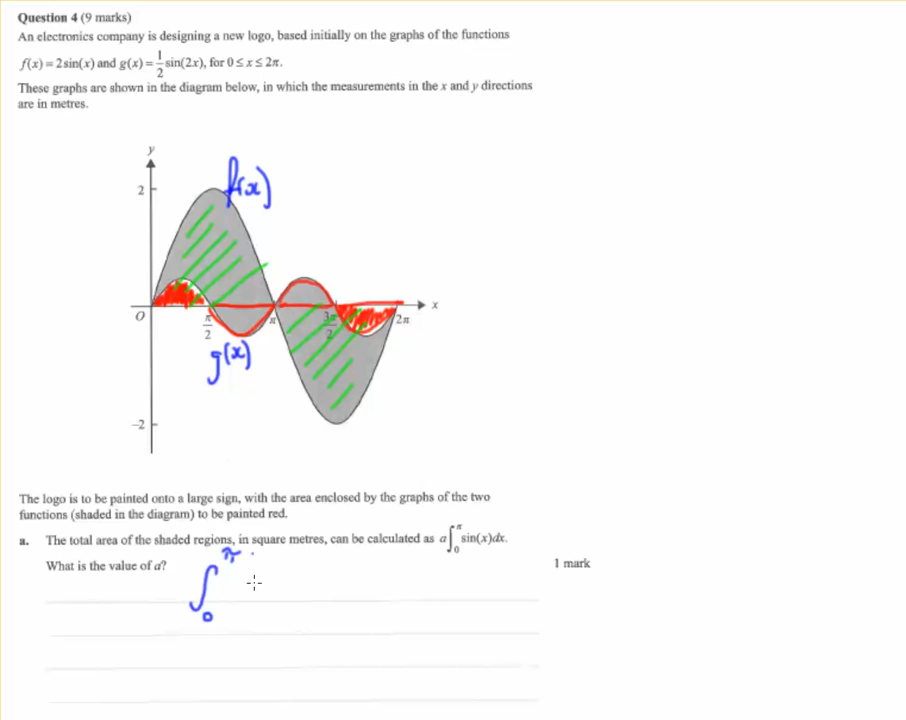 Question 4 (9 marks)
An electronics company is designing a new logo, based initially on the graphs of the functions
f(x) = 2 sin(x) and g(x) = 1/2 sin(2x), for 0 ≤ x ≤ 2π.
These graphs are shown in the diagram below, in which the measurements in the x and y directions
are in metres.
y
f(x)
2
O
π/2
π
3π/2
2π
x
g(x)
−2
The logo is to be painted onto a large sign, with the area enclosed by the graphs of the two
functions (shaded in the diagram) to be painted red.
a. The total area of the shaded regions, in square metres, can be calculated as a∫₀^π sin(x)dx.
What is the value of a?
1 mark
∫₀^π